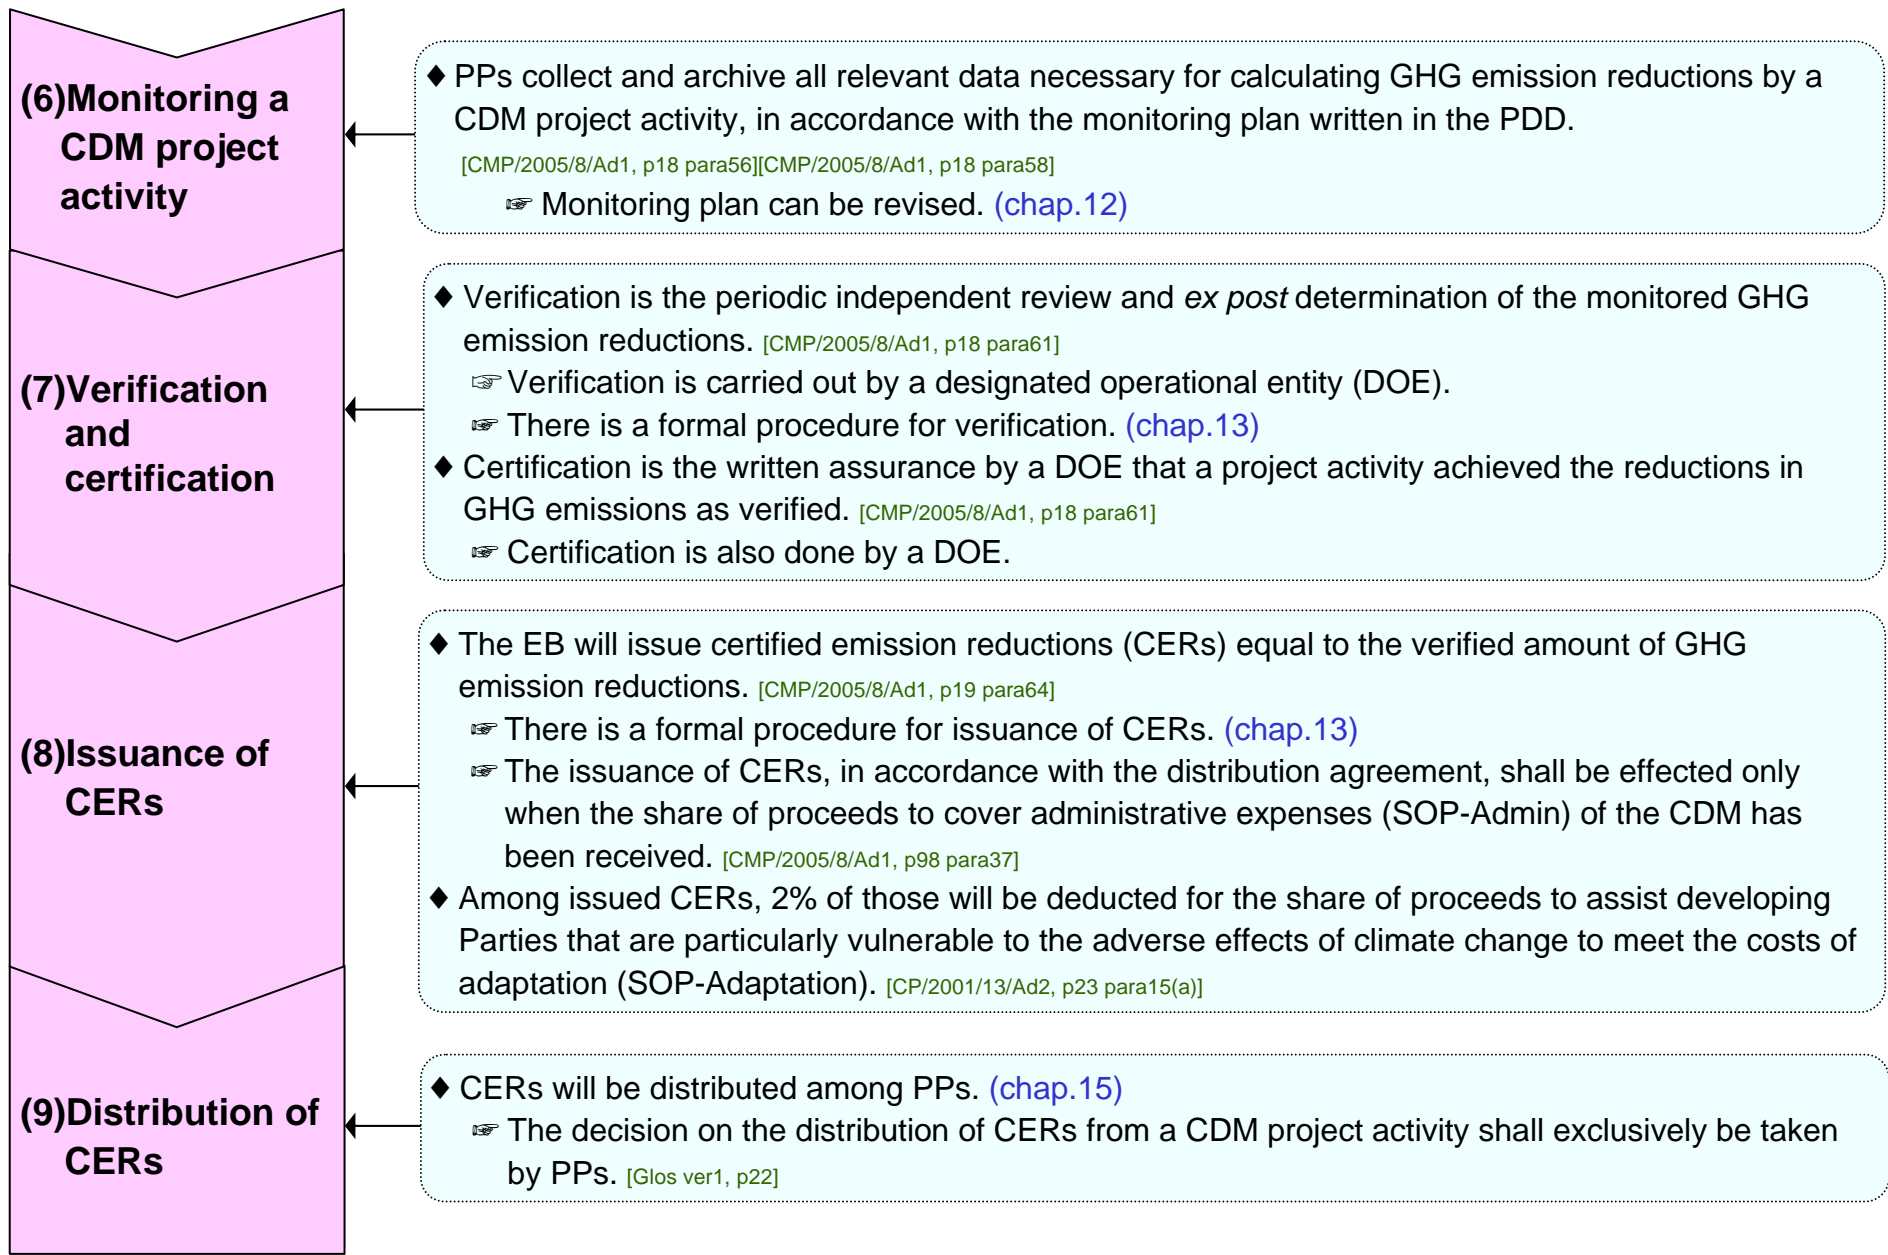 (6)Monitoring a
CDM project
activity
♦ PPs collect and archive all relevant data necessary for calculating GHG emission reductions by a
CDM project activity, in accordance with the monitoring plan written in the PDD.
[CMP/2005/8/Ad1, p18 para56][CMP/2005/8/Ad1, p18 para58]
☞ Monitoring plan can be revised. (chap.12)
(7)Verification
and
certification
♦ Verification is the periodic independent review and ex post determination of the monitored GHG
emission reductions. [CMP/2005/8/Ad1, p18 para61]
☞ Verification is carried out by a designated operational entity (DOE).
☞ There is a formal procedure for verification. (chap.13)
♦ Certification is the written assurance by a DOE that a project activity achieved the reductions in
GHG emissions as verified. [CMP/2005/8/Ad1, p18 para61]
☞ Certification is also done by a DOE.
(8)Issuance of
CERs
♦ The EB will issue certified emission reductions (CERs) equal to the verified amount of GHG
emission reductions. [CMP/2005/8/Ad1, p19 para64]
☞ There is a formal procedure for issuance of CERs. (chap.13)
☞ The issuance of CERs, in accordance with the distribution agreement, shall be effected only
when the share of proceeds to cover administrative expenses (SOP-Admin) of the CDM has
been received. [CMP/2005/8/Ad1, p98 para37]
♦ Among issued CERs, 2% of those will be deducted for the share of proceeds to assist developing
Parties that are particularly vulnerable to the adverse effects of climate change to meet the costs of
adaptation (SOP-Adaptation). [CP/2001/13/Ad2, p23 para15(a)]
(9)Distribution of
CERs
♦ CERs will be distributed among PPs. (chap.15)
☞ The decision on the distribution of CERs from a CDM project activity shall exclusively be taken
by PPs. [Glos ver1, p22]